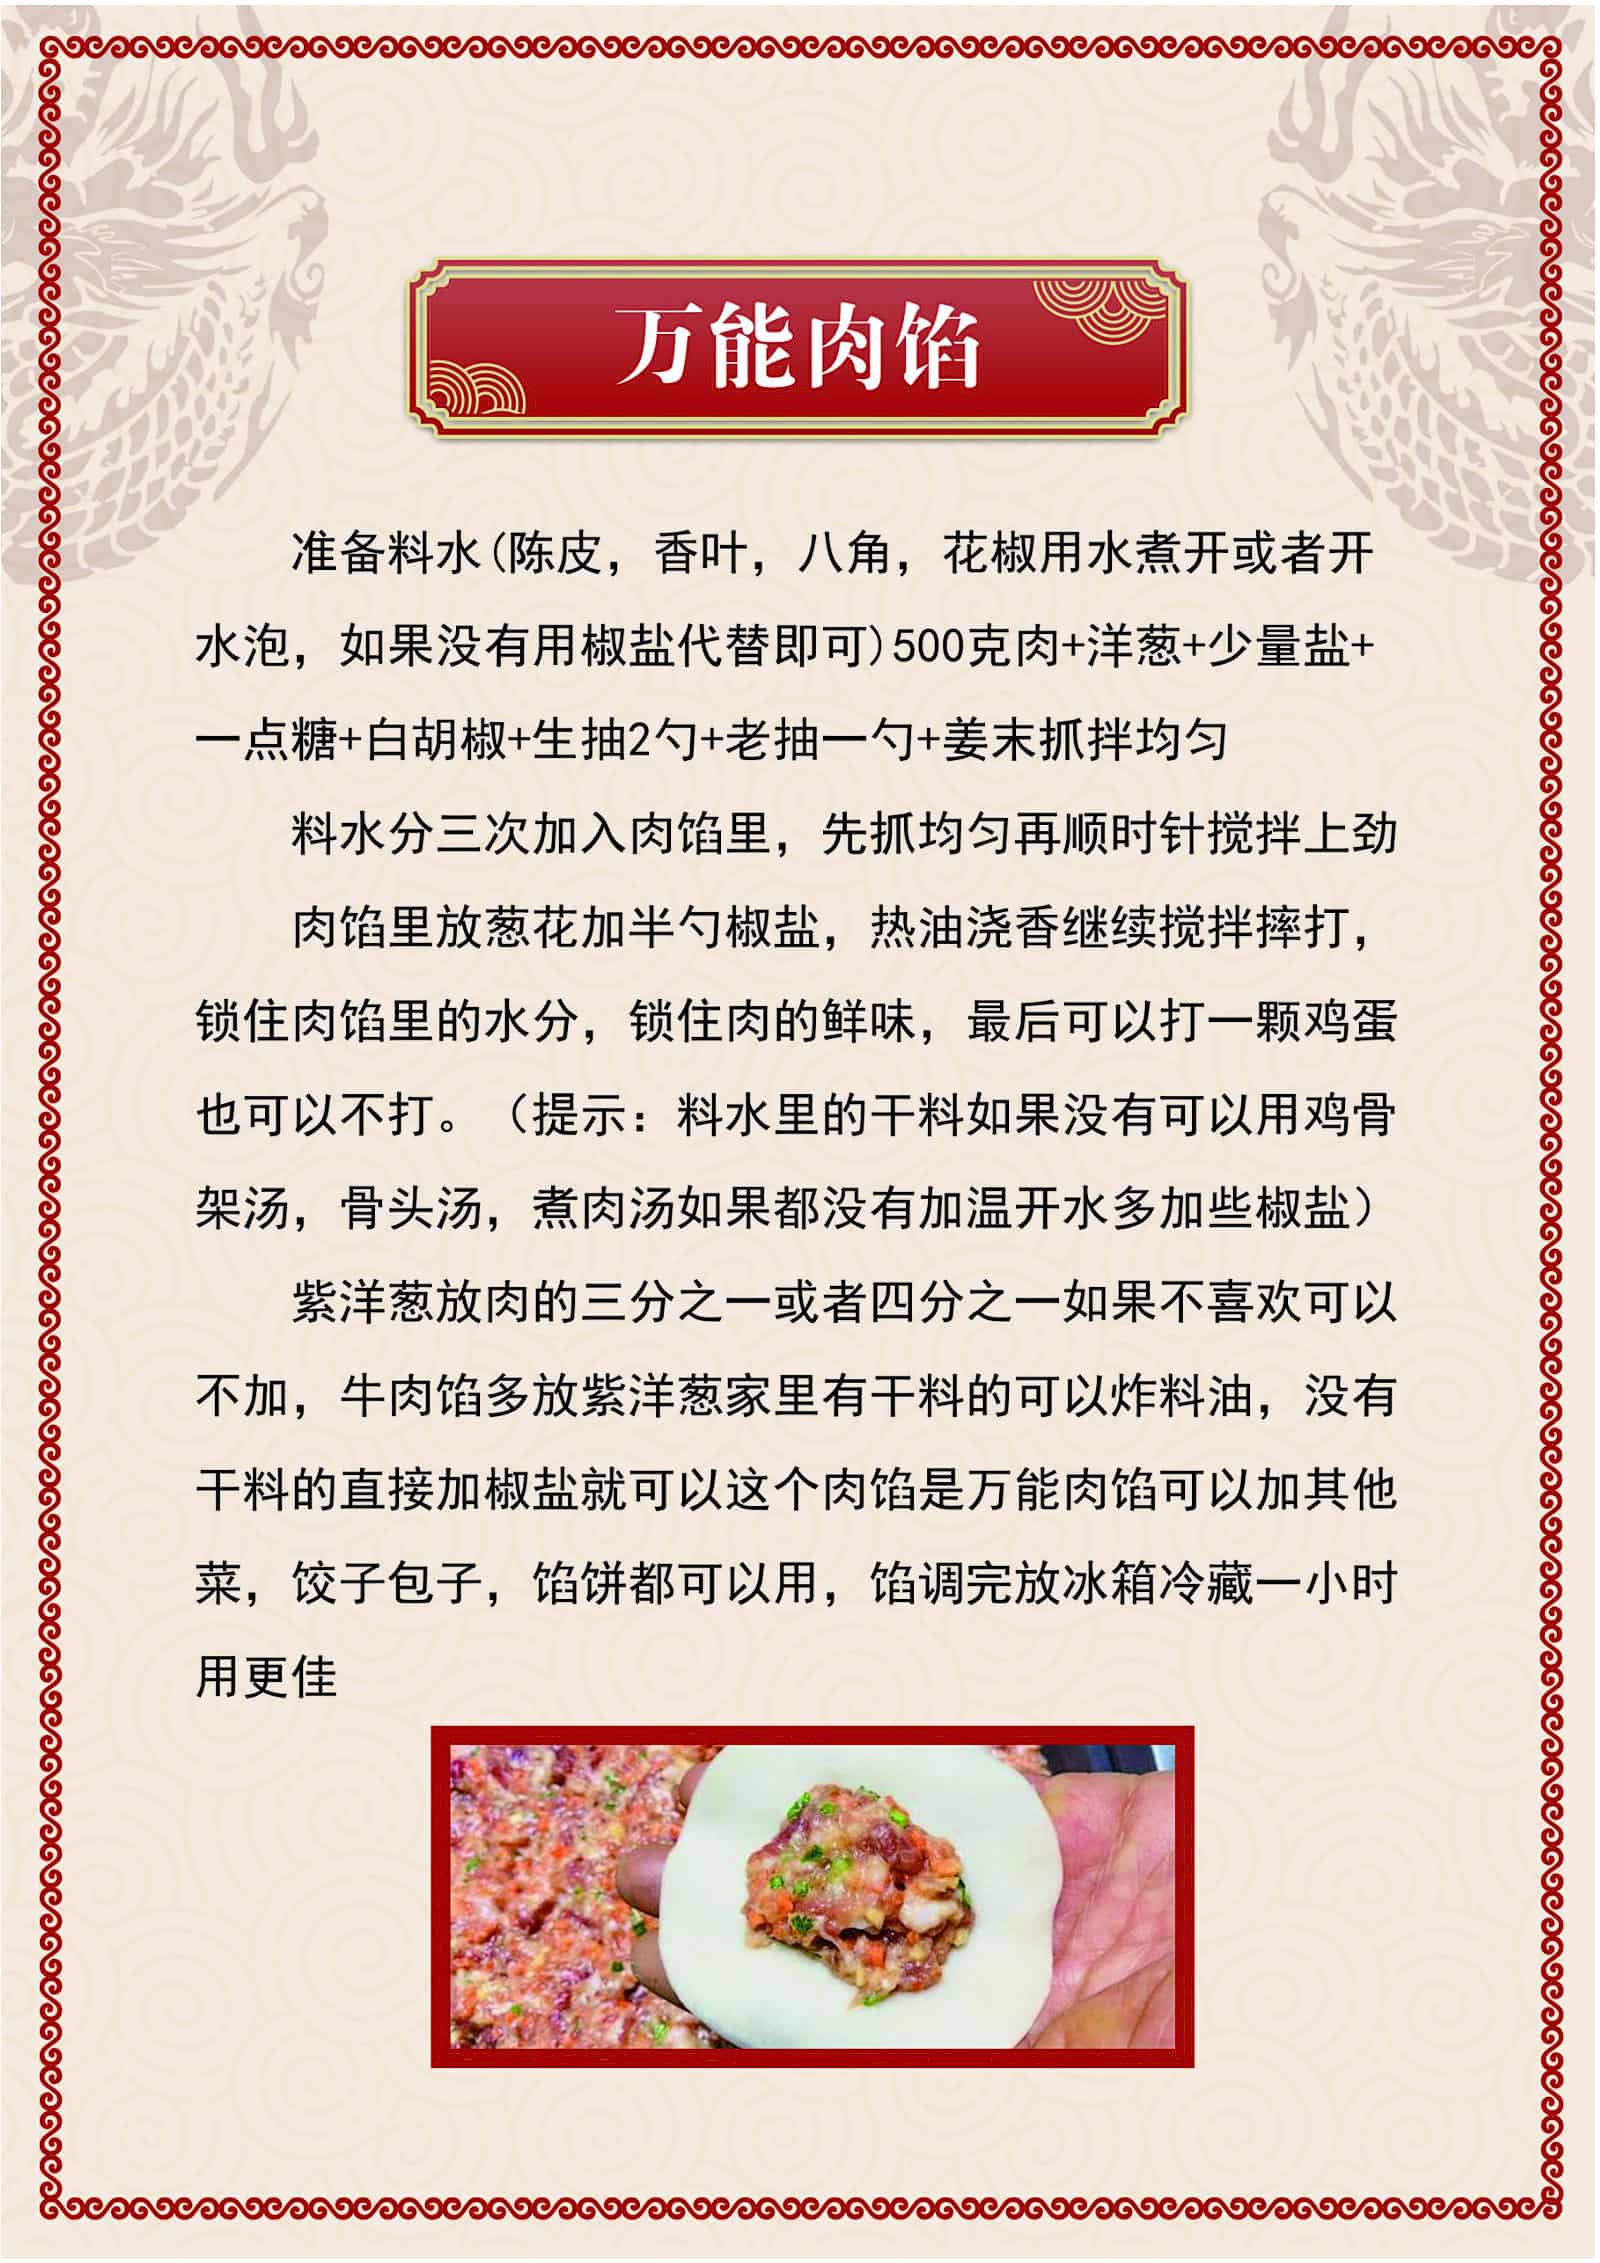 万能肉馅
准备料水(陈皮，香叶，八角，花椒用水煮开或者开
水泡，如果没有用椒盐代替即可)500克肉+洋葱+少量盐+
一点糖+白胡椒+生抽2勺+老抽一勺+姜末抓拌均匀
料水分三次加入肉馅里，先抓均匀再顺时针搅拌上劲
肉馅里放葱花加半勺椒盐，热油浇香继续搅拌摔打，
锁住肉馅里的水分，锁住肉的鲜味，最后可以打一颗鸡蛋
也可以不打。（提示：料水里的干料如果没有可以用鸡骨
架汤，骨头汤，煮肉汤如果都没有加温开水多加些椒盐）
紫洋葱放肉的三分之一或者四分之一如果不喜欢可以
不加，牛肉馅多放紫洋葱家里有干料的可以炸料油，没有
干料的直接加椒盐就可以这个肉馅是万能肉馅可以加其他
菜，饺子包子，馅饼都可以用，馅调完放冰箱冷藏一小时
用更佳